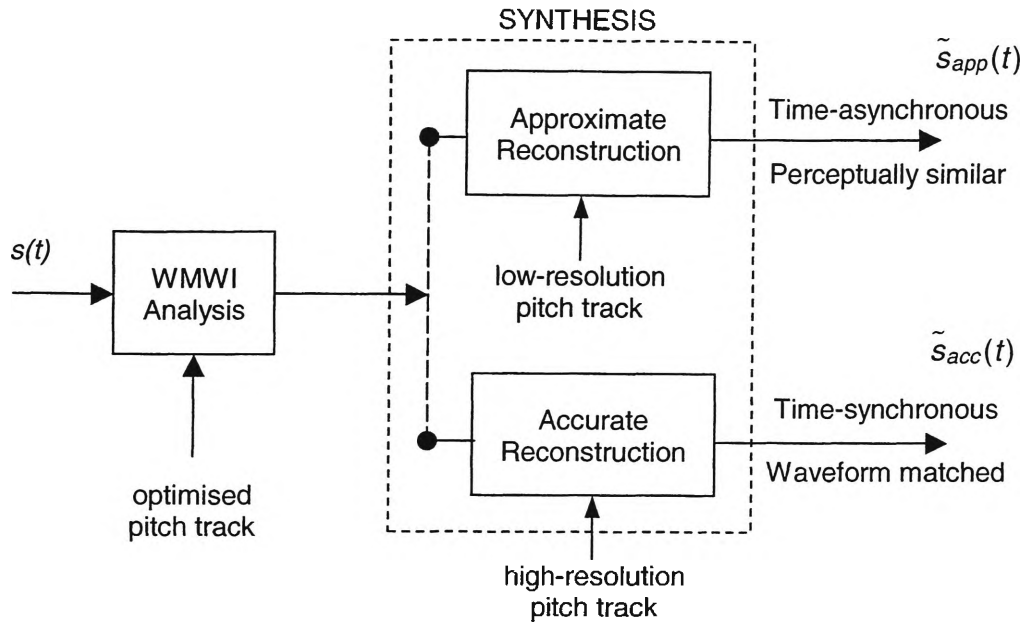 SYNTHESIS
s̃app(t)
Approximate
Reconstruction
Time-asynchronous
Perceptually similar
s(t)
WMWI
Analysis
low-resolution
pitch track
s̃acc(t)
Accurate
Reconstruction
Time-synchronous
Waveform matched
optimised
pitch track
high-resolution
pitch track